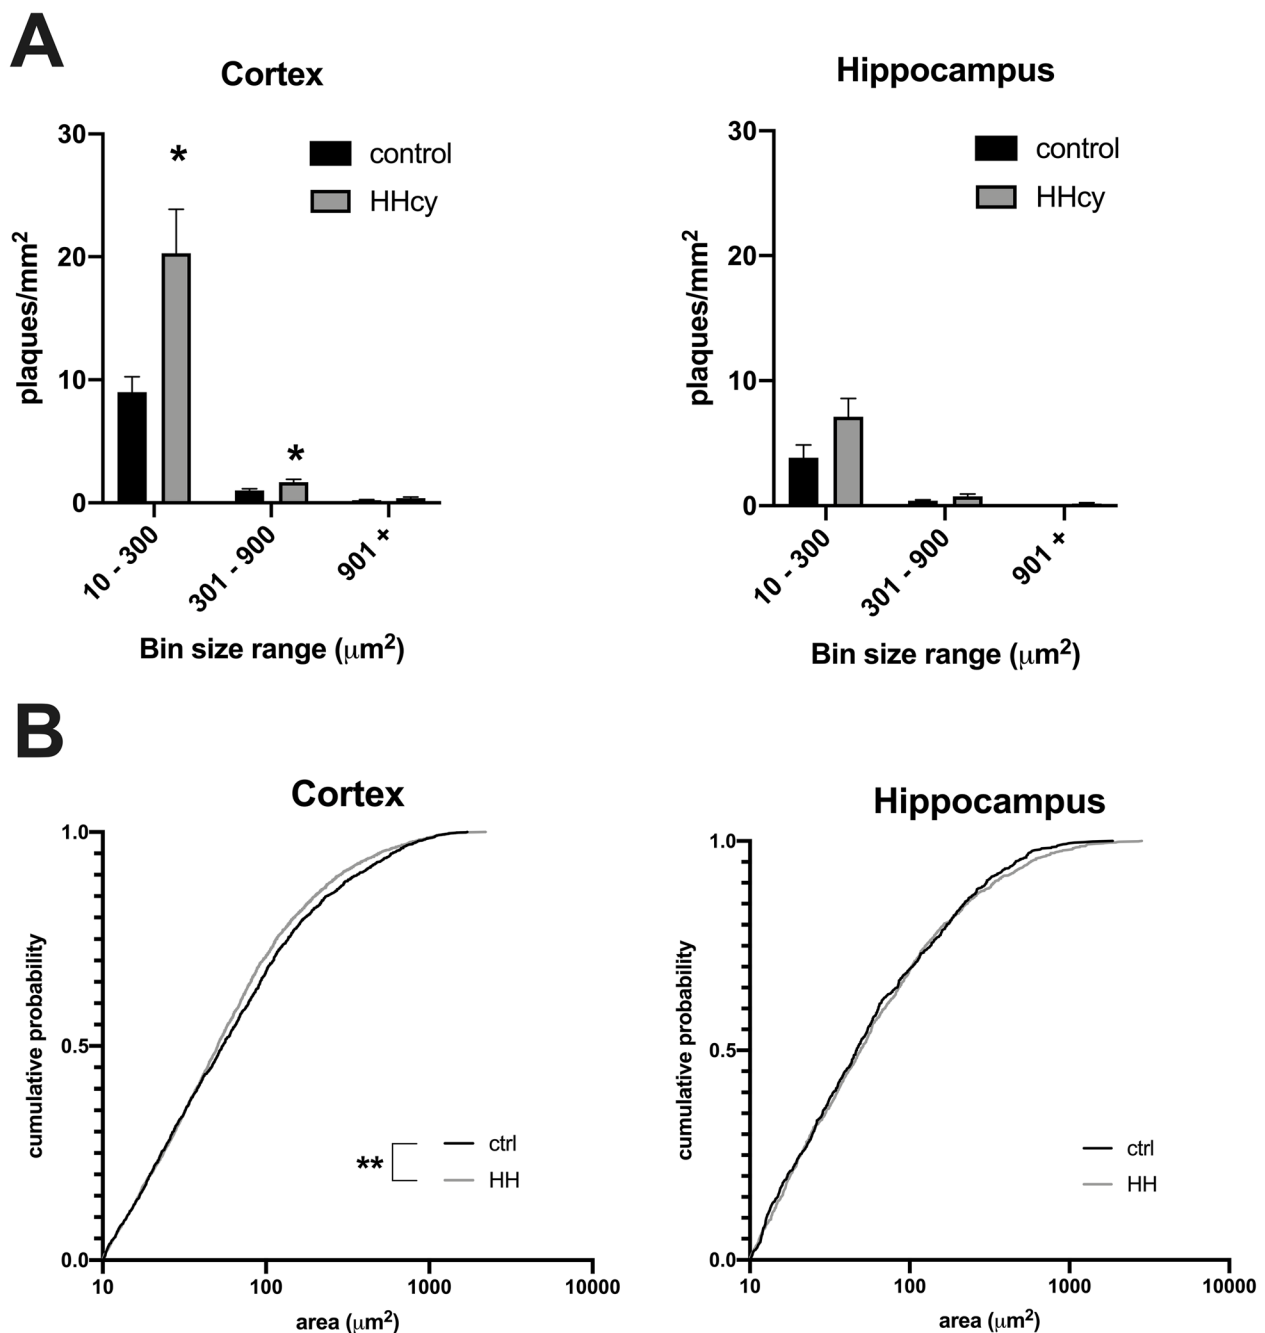 A
Cortex
30
20
10
0
plaques/mm²
*
*
control
HHcy
10 - 300
301 - 900
901 +
Bin size range (μm²)
Hippocampus
30
20
10
0
plaques/mm²
control
HHcy
10 - 300
301 - 900
901 +
Bin size range (μm²)
B
Cortex
1.0
0.5
0.0
cumulative probability
**
ctrl
HH
10
100
1000
10000
area (μm²)
Hippocampus
1.0
0.5
0.0
cumulative probability
ctrl
HH
10
100
1000
10000
area (μm²)